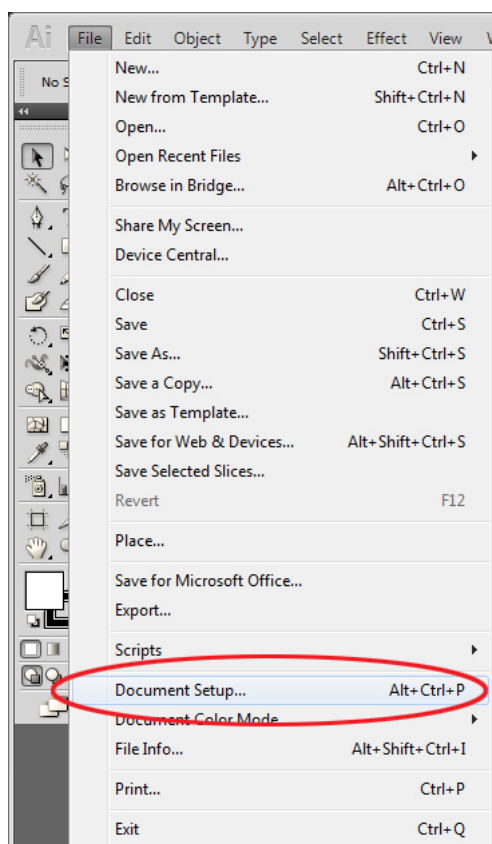 Ai File Edit Object Type Select Effect View
No S
New... Ctrl+N
New from Template... Shift+Ctrl+N
Open... Ctrl+O
Open Recent Files
Browse in Bridge... Alt+Ctrl+O
Share My Screen...
Device Central...
Close Ctrl+W
Save Ctrl+S
Save As... Shift+Ctrl+S
Save a Copy... Alt+Ctrl+S
Save as Template...
Save for Web & Devices... Alt+Shift+Ctrl+S
Save Selected Slices...
Revert F12
Place...
Save for Microsoft Office...
Export...
Scripts
Document Setup... Alt+Ctrl+P
Document Color Mode
File Info... Alt+Shift+Ctrl+I
Print... Ctrl+P
Exit Ctrl+Q